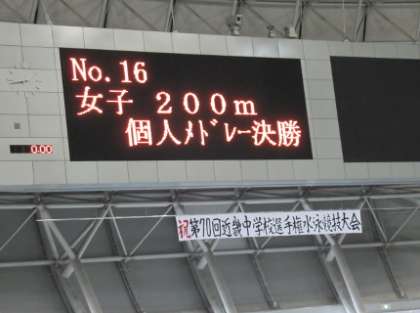 No.16
女子 200m
個人ﾒﾄﾞﾚｰ決勝
0.00
祝第70回近畿中学校選手権水泳競技大会